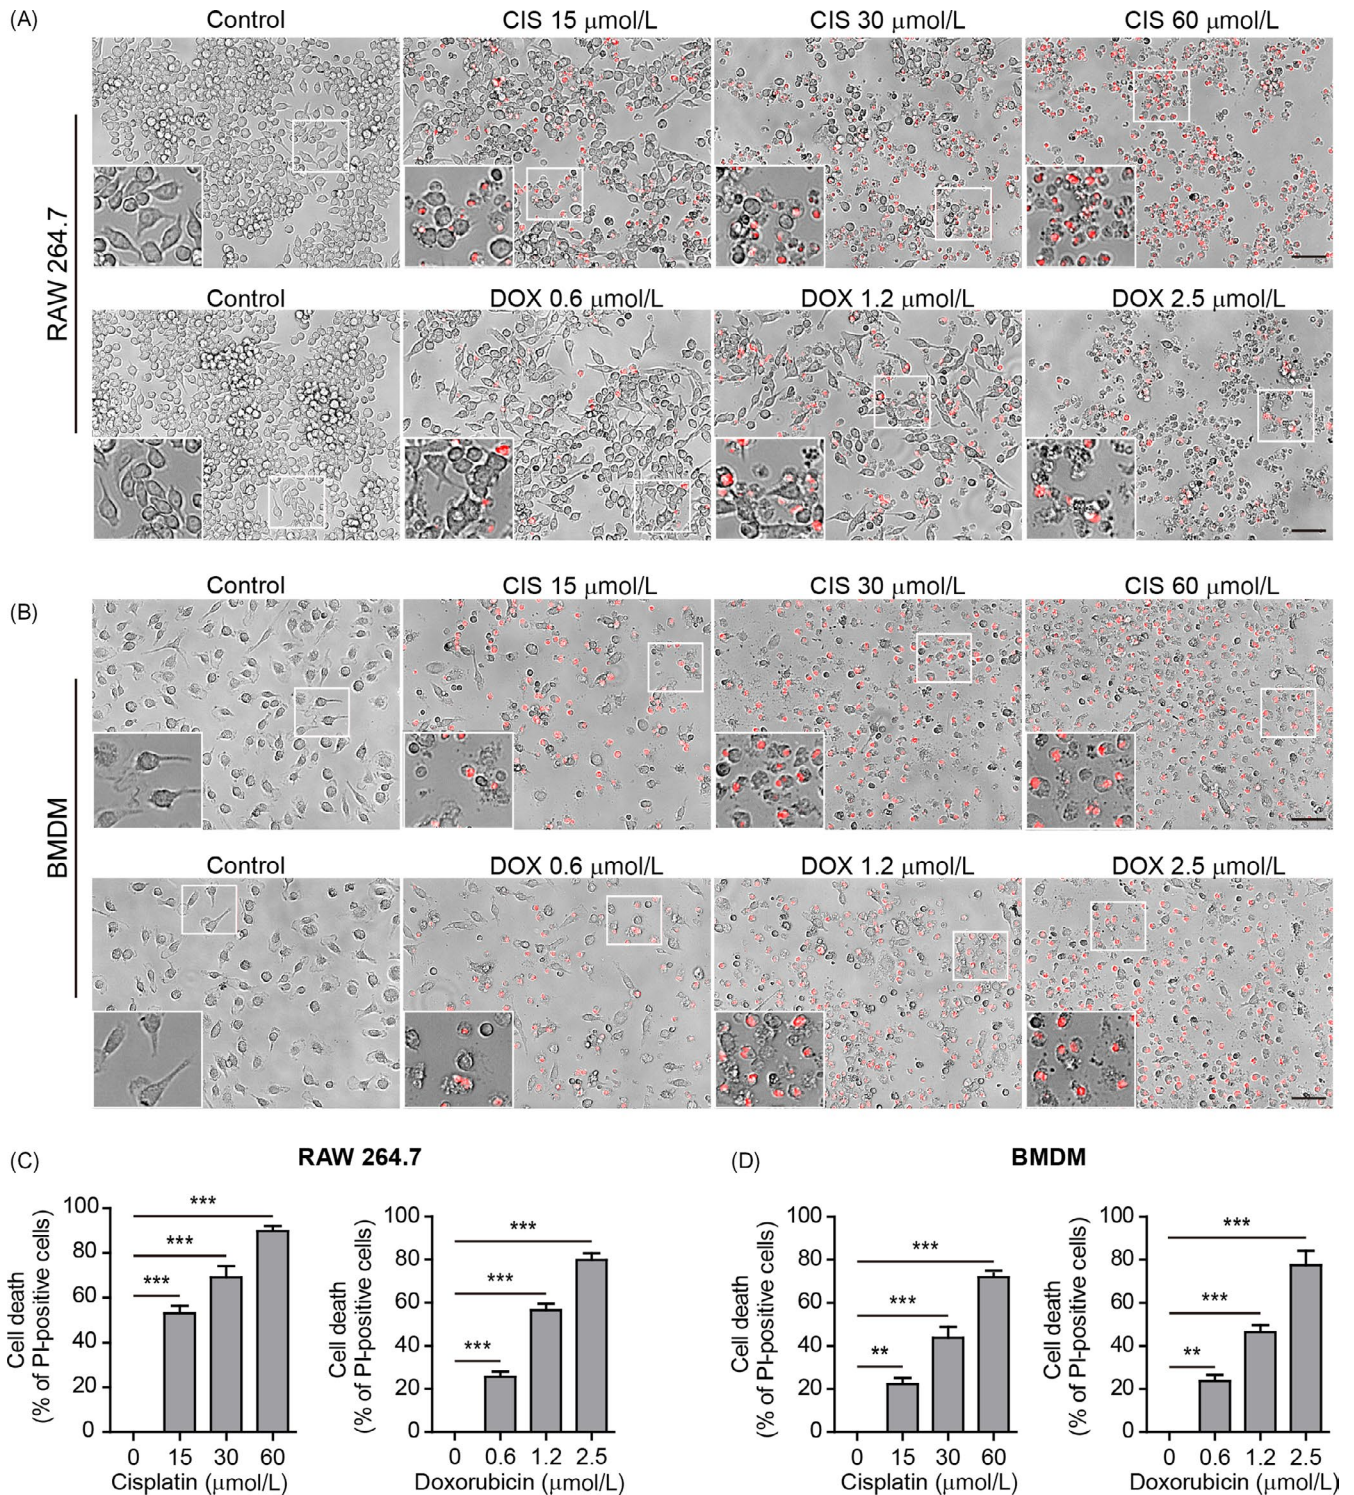 (A)
Control CIS 15 μmol/L CIS 30 μmol/L CIS 60 μmol/L
RAW 264.7
Control DOX 0.6 μmol/L DOX 1.2 μmol/L DOX 2.5 μmol/L
(B)
Control CIS 15 μmol/L CIS 30 μmol/L CIS 60 μmol/L
BMDM
Control DOX 0.6 μmol/L DOX 1.2 μmol/L DOX 2.5 μmol/L
(C) RAW 264.7
Cell death
(% of PI-positive cells)
100
80
60
40
20
0
***
***
***
0 15 30 60
Cisplatin (μmol/L)
Cell death
(% of PI-positive cells)
100
80
60
40
20
0
***
***
***
0 0.6 1.2 2.5
Doxorubicin (μmol/L)
(D) BMDM
Cell death
(% of PI-positive cells)
100
80
60
40
20
0
***
***
**
0 15 30 60
Cisplatin (μmol/L)
Cell death
(% of PI-positive cells)
100
80
60
40
20
0
***
***
**
0 0.6 1.2 2.5
Doxorubicin (μmol/L)